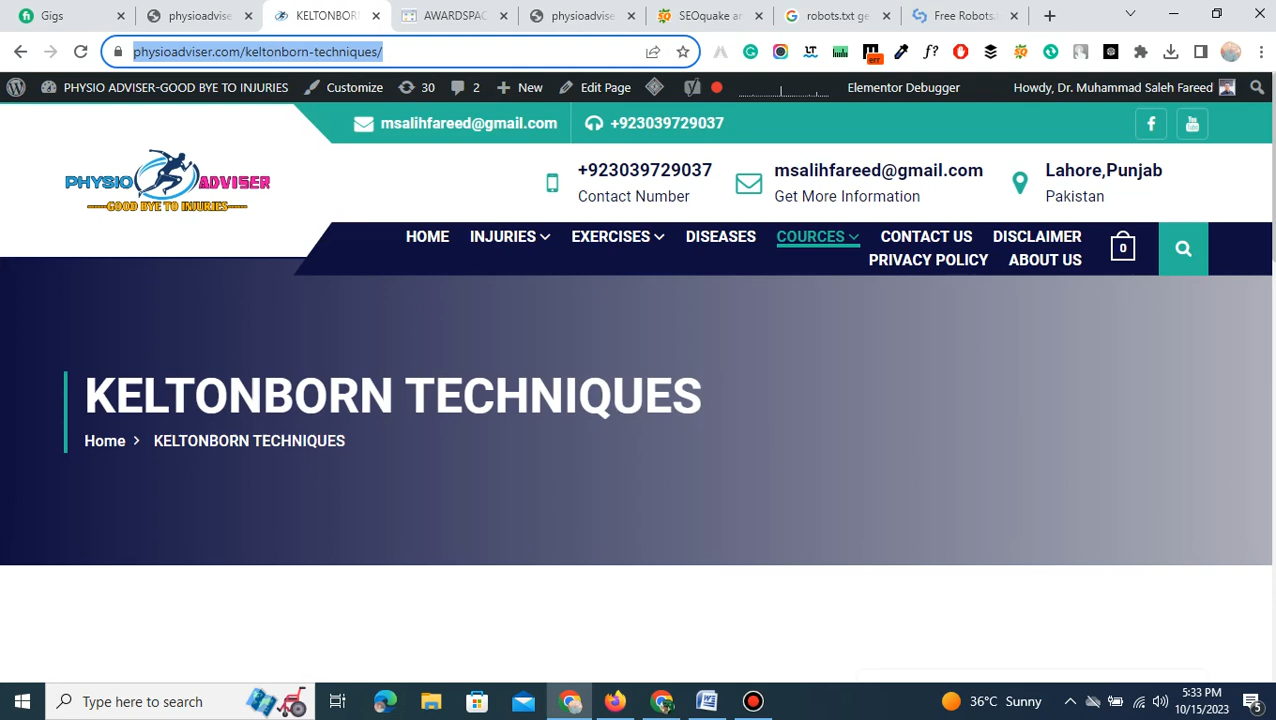 Gigs
physioadvise
KELTONBORN
AWARDSPAC
physioadvise
SEOquake an
robots.txt ge
Free Robots.t
physioadviser.com/keltonborn-techniques/
PHYSIO ADVISER-GOOD BYE TO INJURIES Customize 30 2 New Edit Page Elementor Debugger Howdy, Dr. Muhammad Saleh Fareed
msalihfareed@gmail.com +923039729037
PHYSIO ADVISER
-----GOOD BYE TO INJURIES-----
+923039729037
Contact Number
msalihfareed@gmail.com
Get More Information
Lahore,Punjab
Pakistan
HOME INJURIES EXERCISES DISEASES COURCES CONTACT US DISCLAIMER
PRIVACY POLICY ABOUT US
0
KELTONBORN TECHNIQUES
Home > KELTONBORN TECHNIQUES
Type here to search
36°C Sunny
5:33 PM
10/15/2023
5